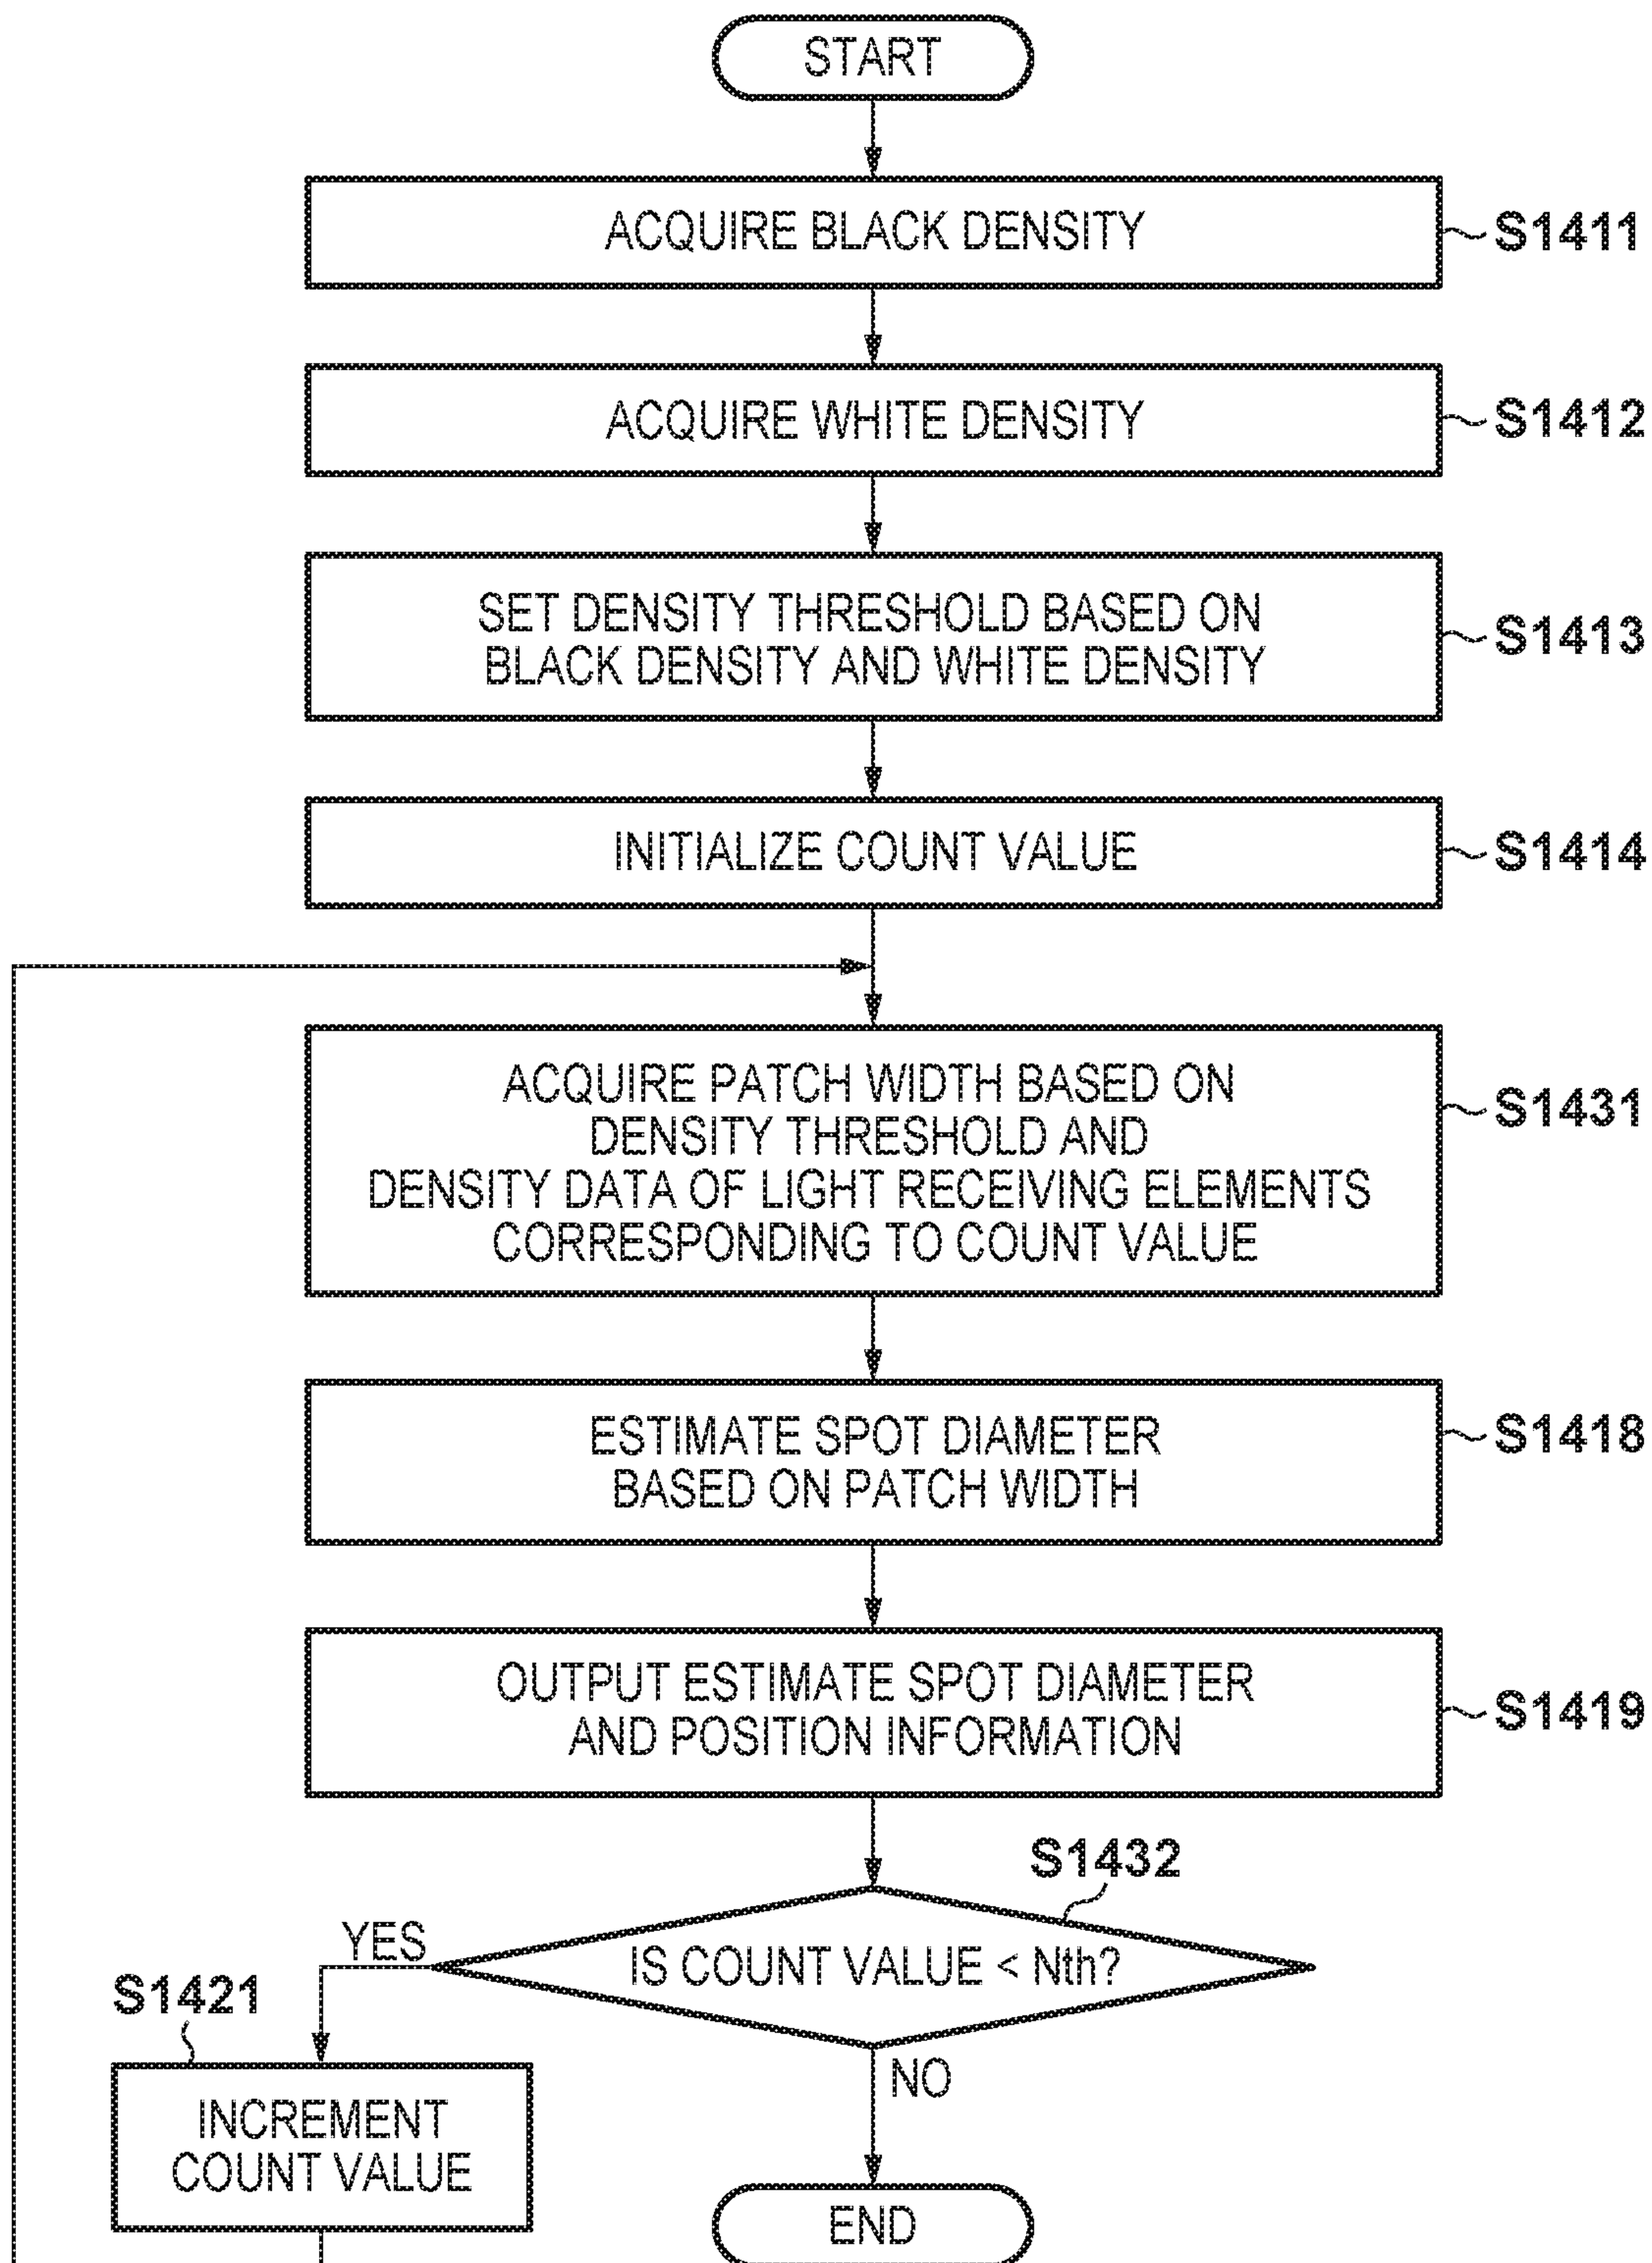 START
ACQUIRE BLACK DENSITY
S1411
ACQUIRE WHITE DENSITY
S1412
SET DENSITY THRESHOLD BASED ON
BLACK DENSITY AND WHITE DENSITY
S1413
INITIALIZE COUNT VALUE
S1414
ACQUIRE PATCH WIDTH BASED ON
DENSITY THRESHOLD AND
DENSITY DATA OF LIGHT RECEIVING ELEMENTS
CORRESPONDING TO COUNT VALUE
S1431
ESTIMATE SPOT DIAMETER
BASED ON PATCH WIDTH
S1418
OUTPUT ESTIMATE SPOT DIAMETER
AND POSITION INFORMATION
S1419
S1432
IS COUNT VALUE < Nth?
YES
S1421
INCREMENT
COUNT VALUE
NO
END